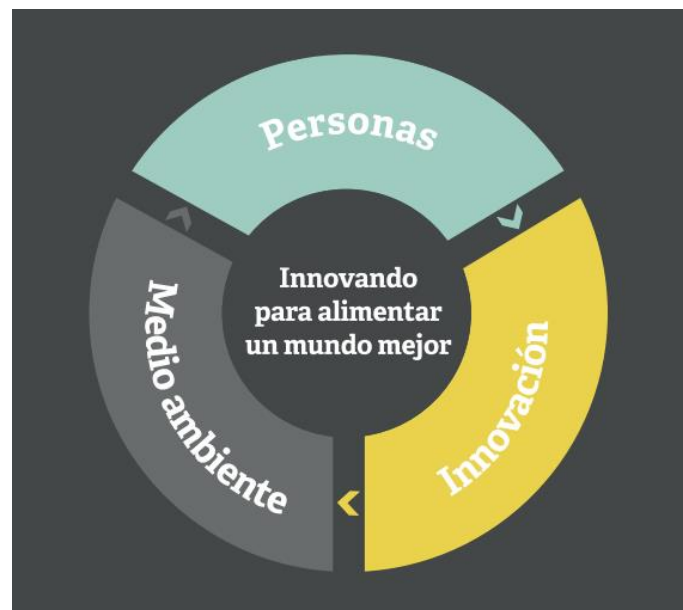 Personas
Innovando
para alimentar
un mundo mejor
Medio ambiente
Innovación